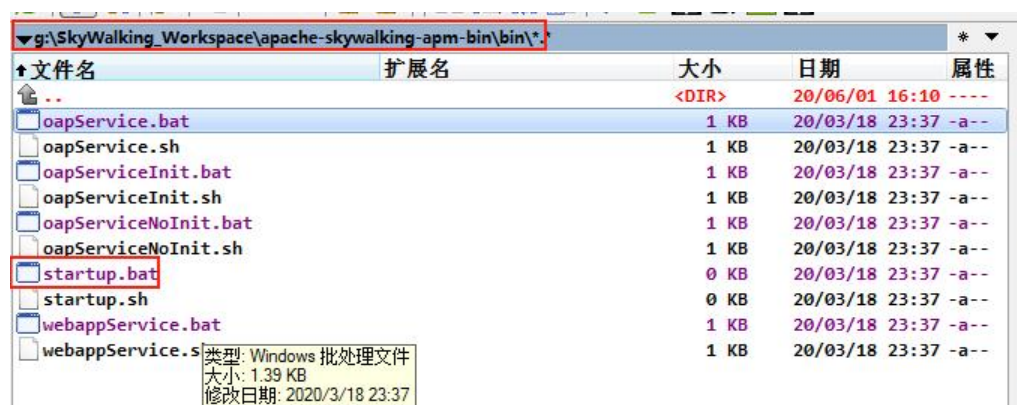 g:\SkyWalking_Workspace\apache-skywalking-apm-bin\bin\*.* * ▼
文件名 扩展名 大小 日期 属性
.. <DIR> 20/06/01 16:10 ----
oapService.bat 1 KB 20/03/18 23:37 -a--
oapService.sh 1 KB 20/03/18 23:37 -a--
oapServiceInit.bat 1 KB 20/03/18 23:37 -a--
oapServiceInit.sh 1 KB 20/03/18 23:37 -a--
oapServiceNoInit.bat 1 KB 20/03/18 23:37 -a--
oapServiceNoInit.sh 1 KB 20/03/18 23:37 -a--
startup.bat 0 KB 20/03/18 23:37 -a--
startup.sh 0 KB 20/03/18 23:37 -a--
webappService.bat 1 KB 20/03/18 23:37 -a--
webappService.s 1 KB 20/03/18 23:37 -a--
类型: Windows 批处理文件
大小: 1.39 KB
修改日期: 2020/3/18 23:37